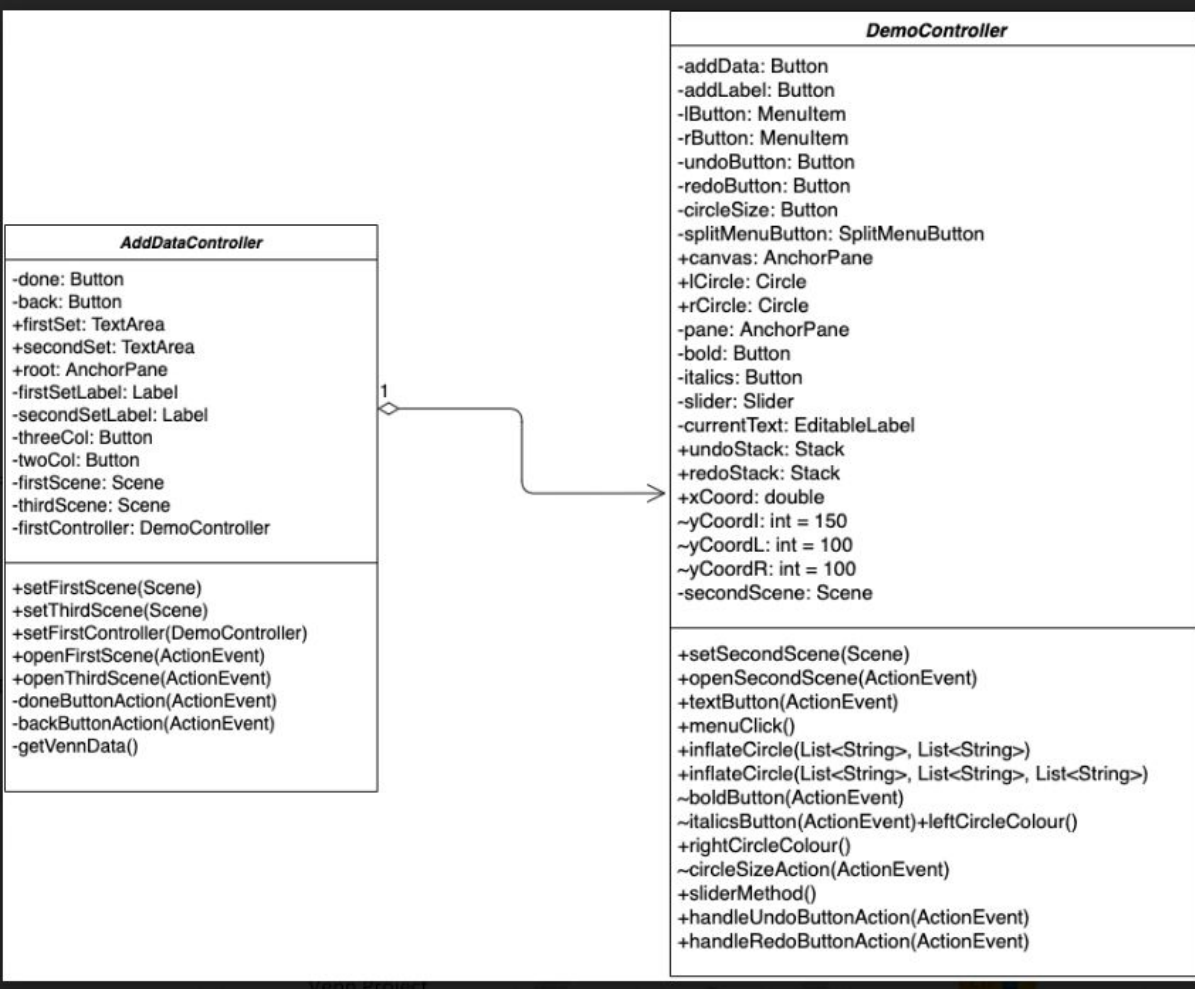 AddDataController
-done: Button
-back: Button
+firstSet: TextArea
+secondSet: TextArea
+root: AnchorPane
-firstSetLabel: Label
-secondSetLabel: Label
-threeCol: Button
-twoCol: Button
-firstScene: Scene
-thirdScene: Scene
-firstController: DemoController
+setFirstScene(Scene)
+setThirdScene(Scene)
+setFirstController(DemoController)
+openFirstScene(ActionEvent)
+openThirdScene(ActionEvent)
-doneButtonAction(ActionEvent)
-backButtonAction(ActionEvent)
-getVennData()
1
DemoController
-addData: Button
-addLabel: Button
-lButton: MenuItem
-rButton: MenuItem
-undoButton: Button
-redoButton: Button
-circleSize: Button
-splitMenuButton: SplitMenuButton
+canvas: AnchorPane
+lCircle: Circle
+rCircle: Circle
-pane: AnchorPane
-bold: Button
-italics: Button
-slider: Slider
-currentText: EditableLabel
+undoStack: Stack
+redoStack: Stack
+xCoord: double
~yCoordI: int = 150
~yCoordL: int = 100
~yCoordR: int = 100
-secondScene: Scene
+setSecondScene(Scene)
+openSecondScene(ActionEvent)
+textButton(ActionEvent)
+menuClick()
+inflateCircle(List<String>, List<String>)
+inflateCircle(List<String>, List<String>, List<String>)
~boldButton(ActionEvent)
~italicsButton(ActionEvent)+leftCircleColour()
+rightCircleColour()
~circleSizeAction(ActionEvent)
+sliderMethod()
+handleUndoButtonAction(ActionEvent)
+handleRedoButtonAction(ActionEvent)
Venn Project